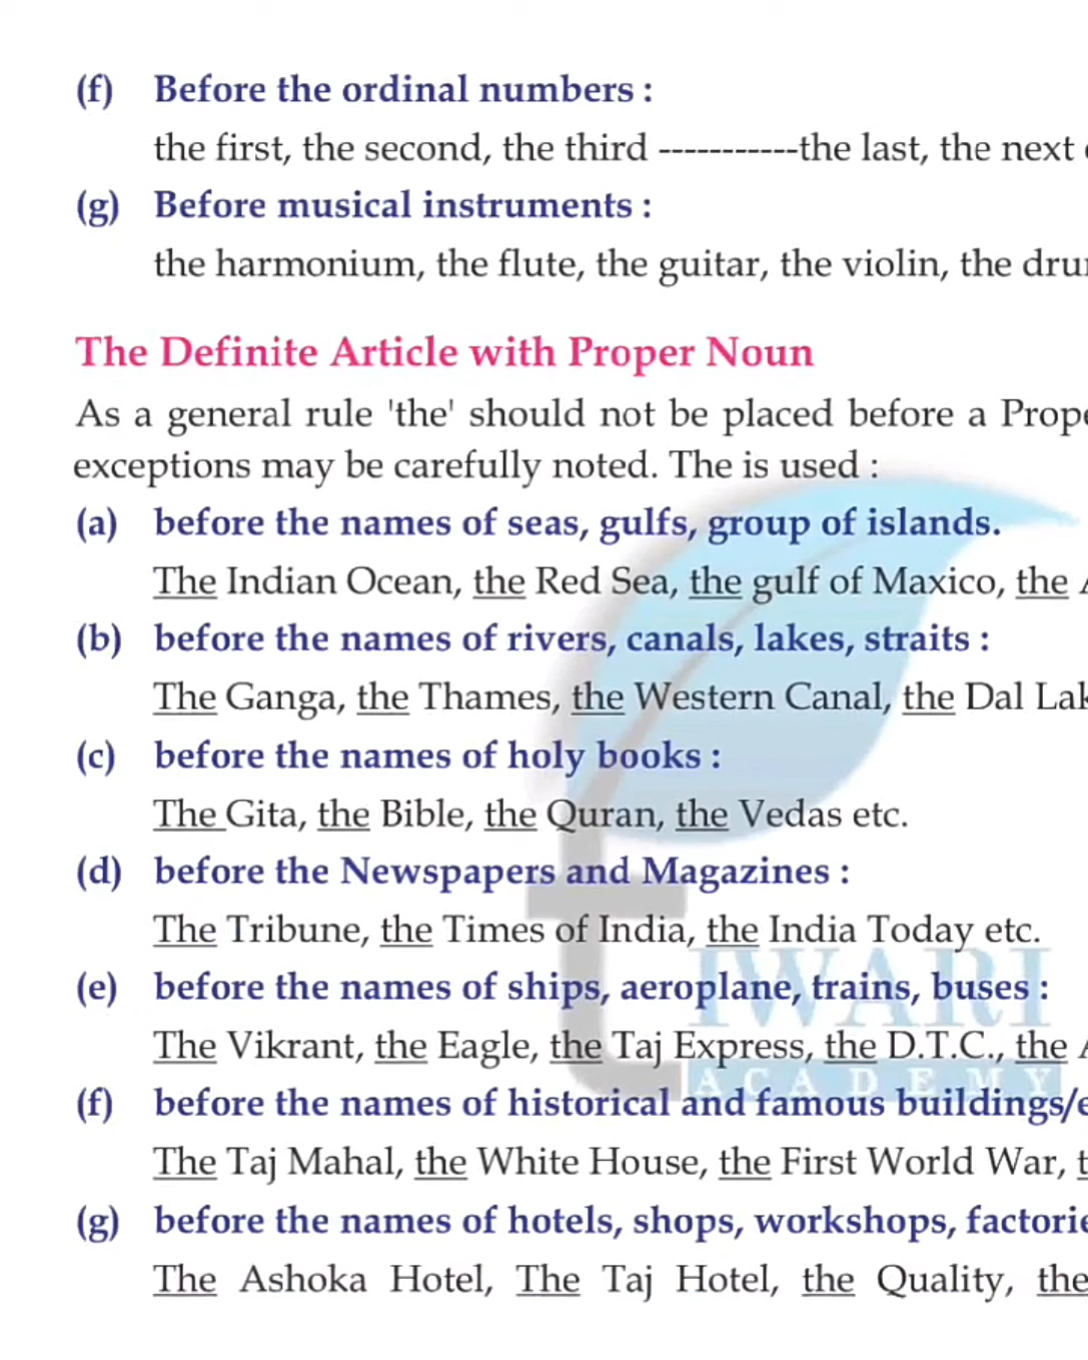 (f) Before the ordinal numbers :
the first, the second, the third -----------the last, the next
(g) Before musical instruments :
the harmonium, the flute, the guitar, the violin, the
The Definite Article with Proper Noun
As a general rule 'the' should not be placed before a
exceptions may be carefully noted. The is used :
(a) before the names of seas, gulfs, group of islands.
The Indian Ocean, the Red Sea, the gulf of Maxico, the
(b) before the names of rivers, canals, lakes, straits :
The Ganga, the Thames, the Western Canal, the Dal
(c) before the names of holy books :
The Gita, the Bible, the Quran, the Vedas etc.
(d) before the Newspapers and Magazines :
The Tribune, the Times of India, the India Today etc.
IWARI
(e) before the names of ships, aeroplane, trains, buses :
The Vikrant, the Eagle, the Taj Express, the D.T.C., the
ACADEMY
(f) before the names of historical and famous buildings/
The Taj Mahal, the White House, the First World War,
(g) before the names of hotels, shops, workshops,
The Ashoka Hotel, The Taj Hotel, the Quality, the